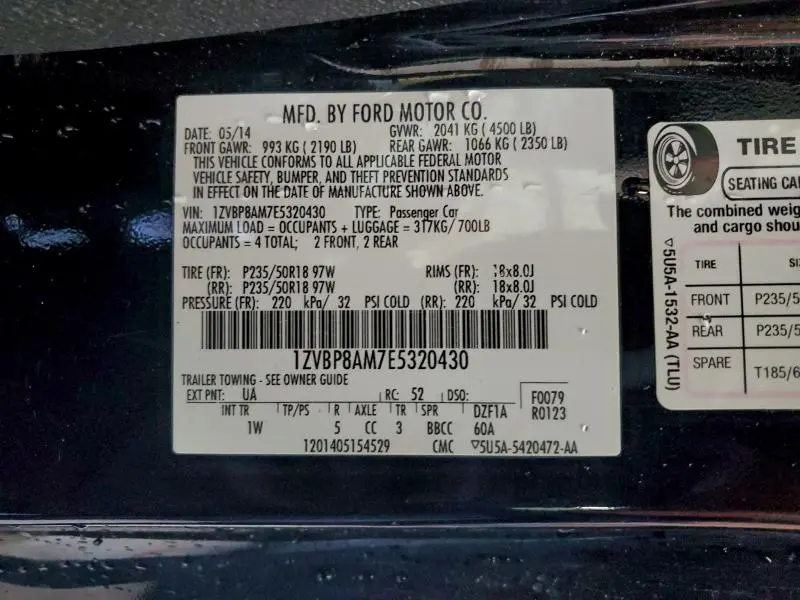 MFD. BY FORD MOTOR CO.
DATE: 05/14 GVWR: 2041 KG ( 4500 LB)
FRONT GAWR: 993 KG ( 2190 LB) REAR GAWR: 1066 KG ( 2350 LB)
THIS VEHICLE CONFORMS TO ALL APPLICABLE FEDERAL MOTOR
VEHICLE SAFETY, BUMPER, AND THEFT PREVENTION STANDARDS
IN EFFECT ON THE DATE OF MANUFACTURE SHOWN ABOVE.
VIN: 1ZVBP8AM7E5320430 TYPE: Passenger Car
MAXIMUM LOAD = OCCUPANTS + LUGGAGE = 317KG/ 700LB
OCCUPANTS = 4 TOTAL; 2 FRONT, 2 REAR
TIRE (FR): P235/50R18 97W RIMS (FR): 18x8.0J
(RR): P235/50R18 97W (RR): 18x8.0J
PRESSURE (FR): 220 kPa/ 32 PSI COLD (RR): 220 kPa/ 32 PSI COLD
1ZVBP8AM7E5320430
TRAILER TOWING - SEE OWNER GUIDE
EXT PNT: UA RC: 52 DSO: F0079
R0123
INT TR TP/PS R AXLE TR SPR DZF1A
1W 5 CC 3 BBCC 60A
1201405154529 CMC ▽5U5A-5420472-AA
TIRE
SEATING CA
The combined weig
and cargo shou
TIRE SI
FRONT P235/5
REAR P235/5
SPARE T185/6
▽5U5A-1532-AA (TLU)